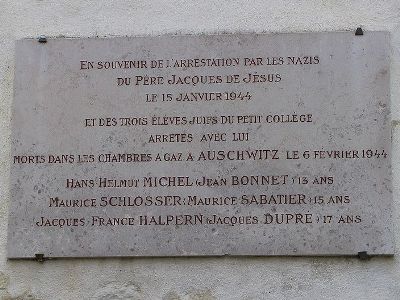 EN SOUVENIR DE L'ARRESTATION PAR LES NAZIS
DU PÈRE JACQUES DE JÉSUS
LE 15 JANVIER 1944
ET DES TROIS ÉLÈVES JUIFS DU PETIT COLLÈGE
ARRÊTÉS AVEC LUI
MORTS DANS LES CHAMBRES A GAZ A AUSCHWITZ LE 6 FÉVRIER 1944
HANS HELMUT MICHEL (JEAN BONNET) 13 ANS
MAURICE SCHLOSSER (MAURICE SABATIER) 15 ANS
JACQUES FRANCE HALPERN (JACQUES DUPRÉ) 17 ANS